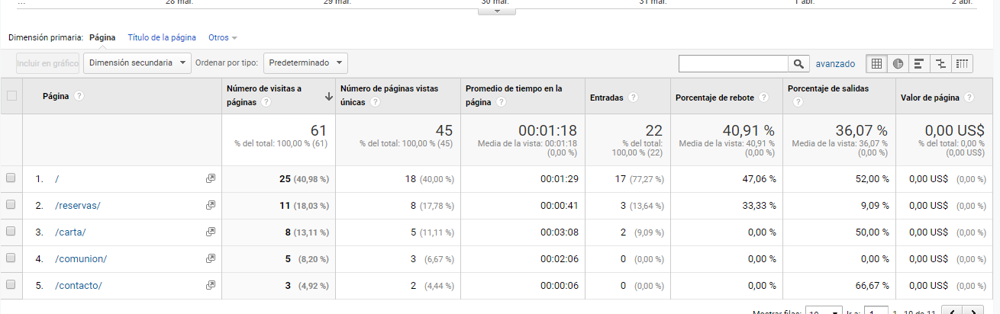 ... 28 mar. 29 mar. 30 mar. 31 mar. 1 abr. 2 abr.
Dimensión primaria: Página Título de la página Otros
Incluir en gráfico Dimensión secundaria Ordenar por tipo: Predeterminado avanzado
Página ? Número de visitas a páginas ? Número de páginas vistas únicas ? Promedio de tiempo en la página ? Entradas ? Porcentaje de rebote ? Porcentaje de salidas ? Valor de página ?
61 45 00:01:18 22 40,91 % 36,07 % 0,00 US$
% del total: 100,00 % (61) % del total: 100,00 % (45) Media de la vista: 00:01:18 (0,00 %) % del total: 100,00 % (22) Media de la vista: 40,91 % (0,00 %) Media de la vista: 36,07 % (0,00 %) % del total: 0,00 % (0,00 US$)
1. / 25 (40,98 %) 18 (40,00 %) 00:01:29 17 (77,27 %) 47,06 % 52,00 % 0,00 US$ (0,00 %)
2. /reservas/ 11 (18,03 %) 8 (17,78 %) 00:00:41 3 (13,64 %) 33,33 % 9,09 % 0,00 US$ (0,00 %)
3. /carta/ 8 (13,11 %) 5 (11,11 %) 00:03:08 2 (9,09 %) 0,00 % 50,00 % 0,00 US$ (0,00 %)
4. /comunion/ 5 (8,20 %) 3 (6,67 %) 00:02:06 0 (0,00 %) 0,00 % 0,00 % 0,00 US$ (0,00 %)
5. /contacto/ 3 (4,92 %) 2 (4,44 %) 00:00:06 0 (0,00 %) 0,00 % 66,67 % 0,00 US$ (0,00 %)
Mostrar filas: 10 Ir a: 1 1 - 10 de 11